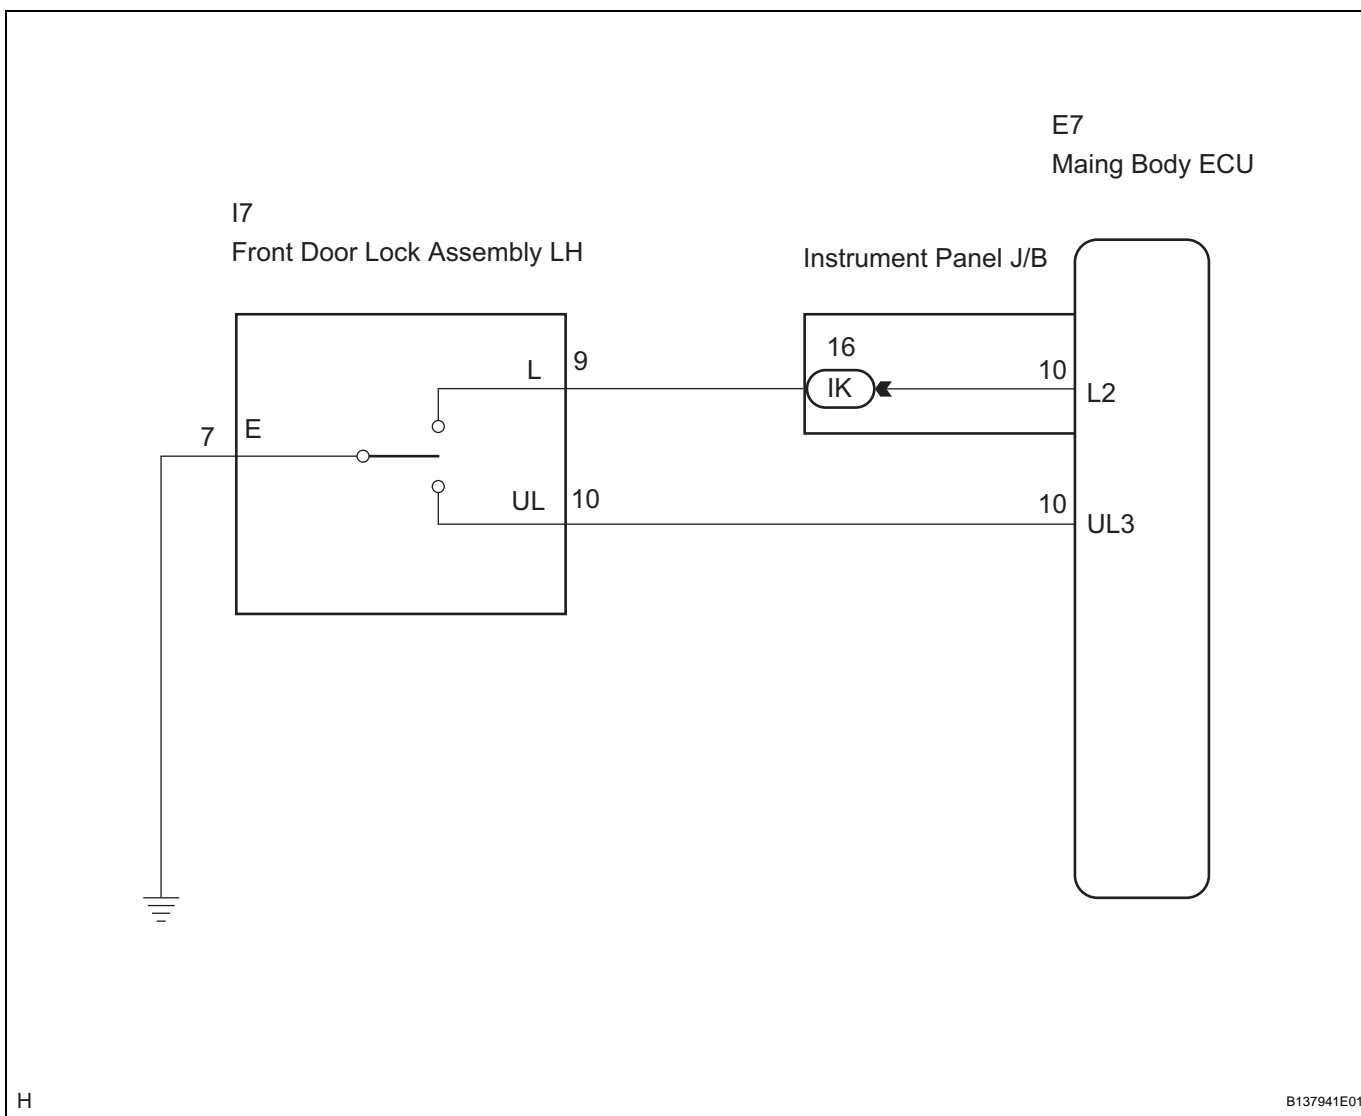 E7
Maing Body ECU
I7
Front Door Lock Assembly LH
Instrument Panel J/B
16
IK
L
9
10
L2
7
E
UL
10
10
UL3
H
B137941E01